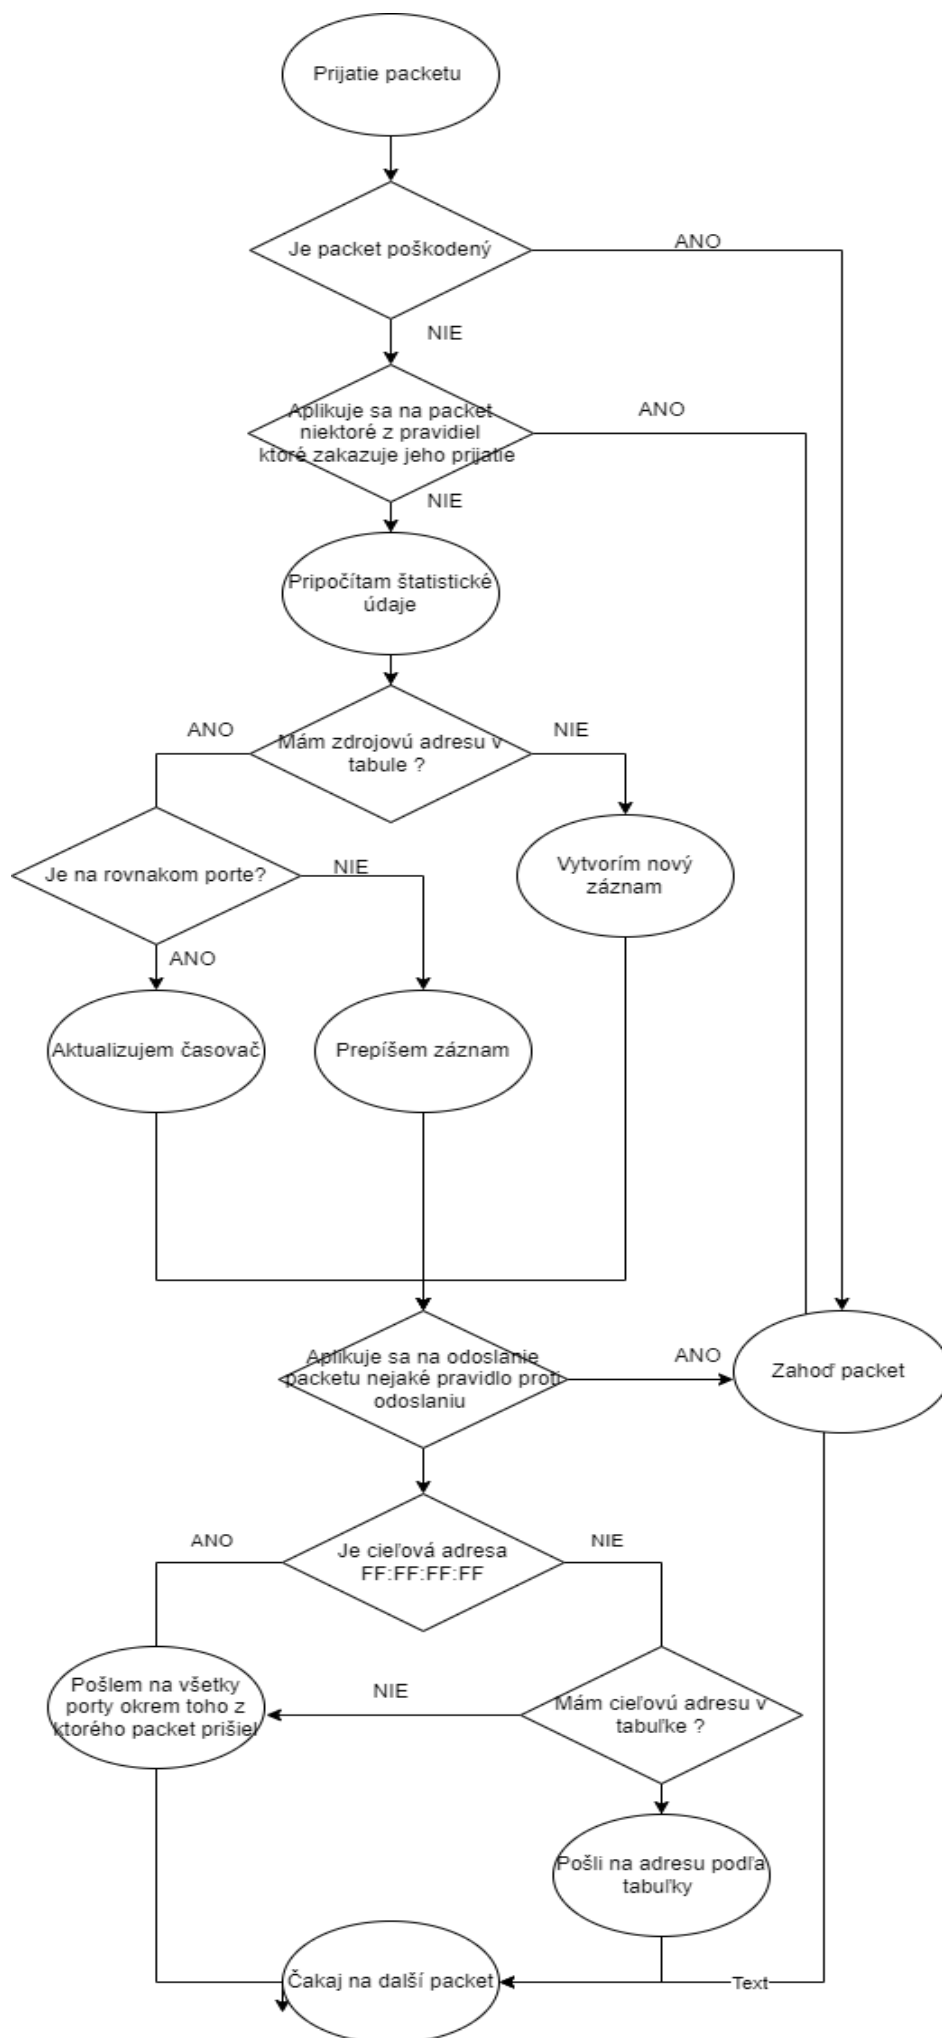 Prijatie packetu
Je packet poškodený
ANO
NIE
Aplikuje sa na packet
niektoré z pravidiel
ktoré zakazuje jeho prijatie
ANO
NIE
Pripočítam štatistické
údaje
ANO
Mám zdrojovú adresu v
tabule ?
NIE
Je na rovnakom porte?
NIE
Vytvorím nový
záznam
ANO
Aktualizujem časovač
Prepíšem záznam
Aplikuje sa na odoslanie
packetu nejaké pravidlo proti
odoslaniu
ANO
Zahoď packet
ANO
Je cieľová adresa
FF:FF:FF:FF
NIE
Pošlem na všetky
porty okrem toho z
ktorého packet prišiel
NIE
Mám cieľovú adresu v
tabuľke ?
Pošli na adresu podľa
tabuľky
Čakaj na další packet
Text